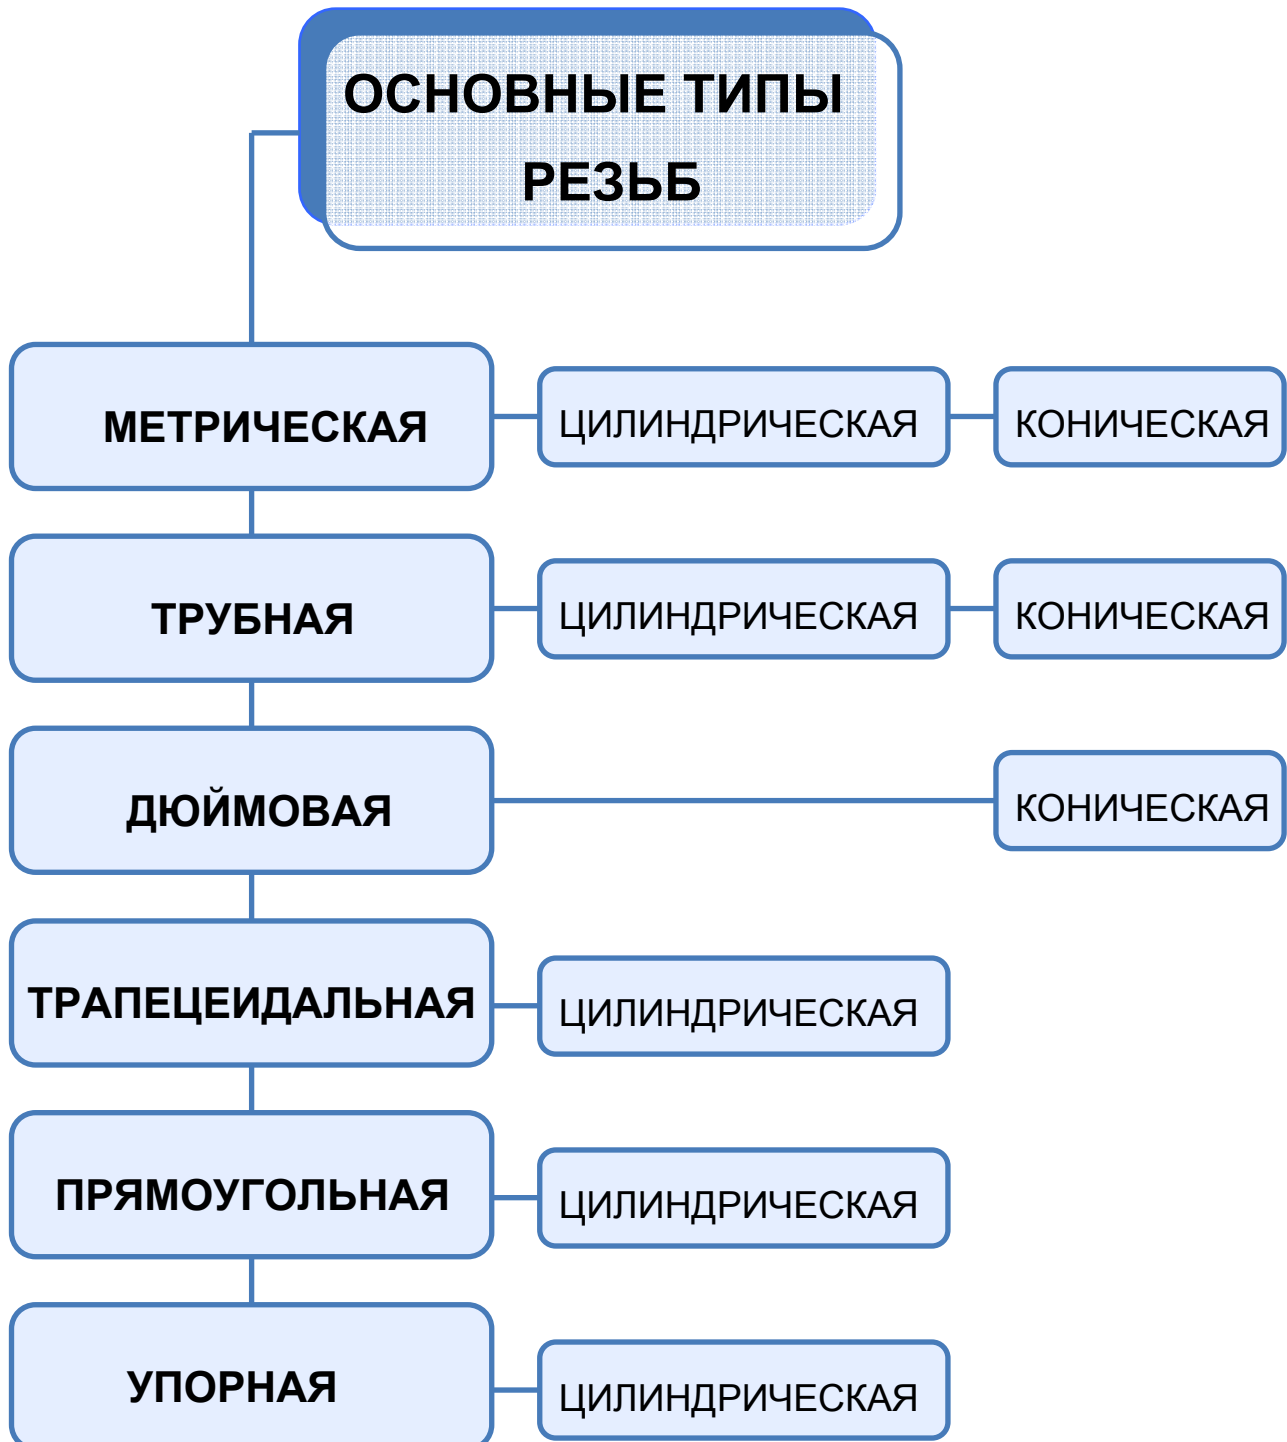 ОСНОВНЫЕ ТИПЫ
РЕЗЬБ
МЕТРИЧЕСКАЯ
ЦИЛИНДРИЧЕСКАЯ
КОНИЧЕСКАЯ
ТРУБНАЯ
ЦИЛИНДРИЧЕСКАЯ
КОНИЧЕСКАЯ
ДЮЙМОВАЯ
КОНИЧЕСКАЯ
ТРАПЕЦЕИДАЛЬНАЯ
ЦИЛИНДРИЧЕСКАЯ
ПРЯМОУГОЛЬНАЯ
ЦИЛИНДРИЧЕСКАЯ
УПОРНАЯ
ЦИЛИНДРИЧЕСКАЯ